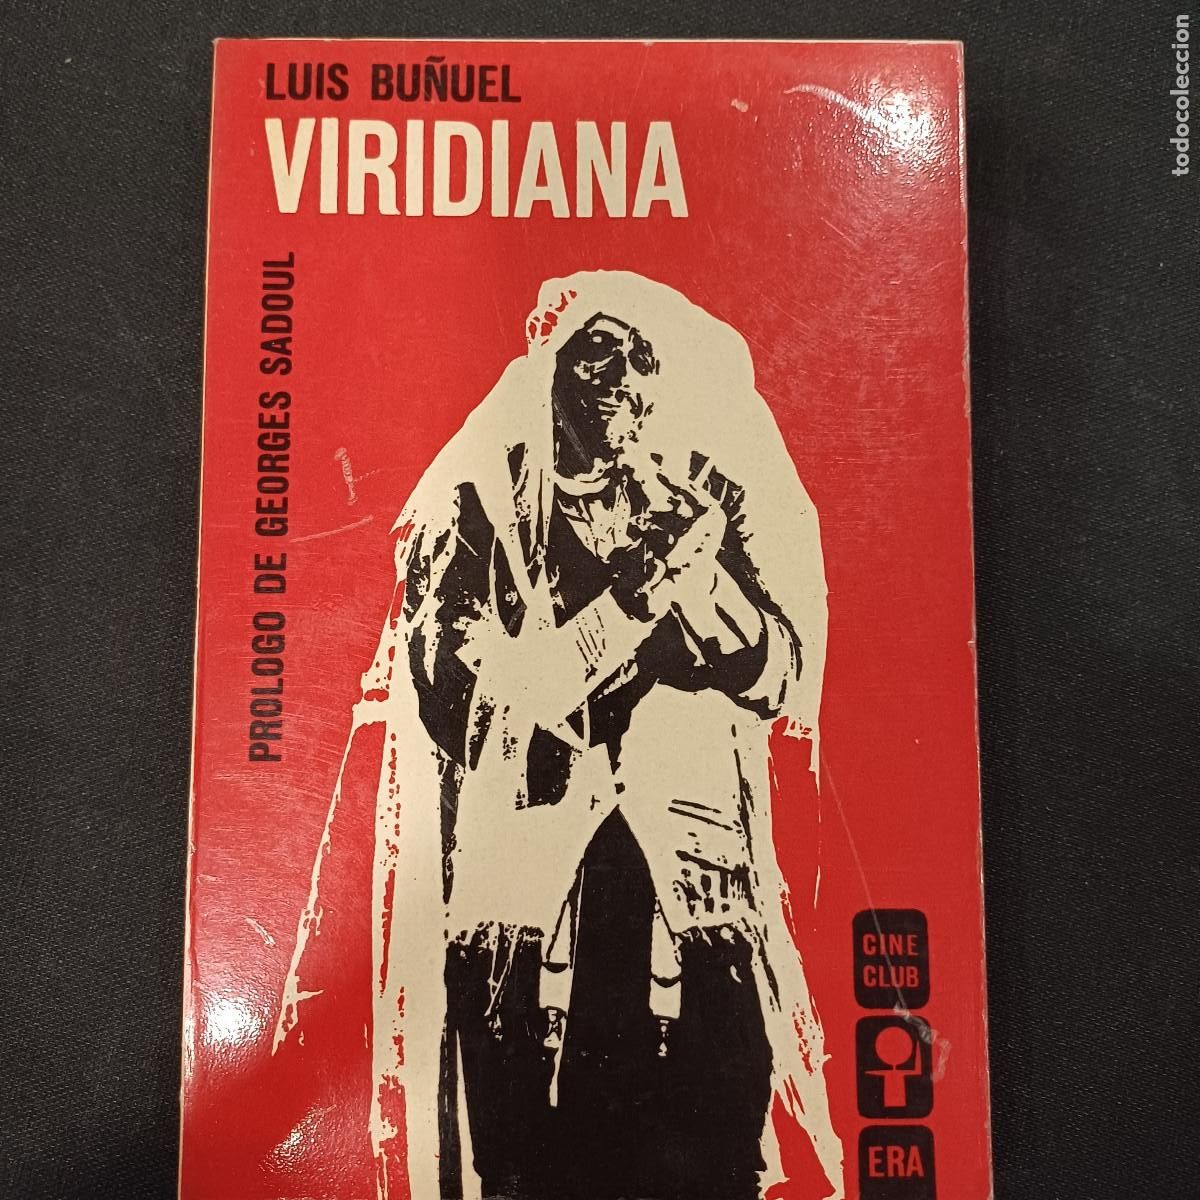 LUIS BUÑUEL
VIRIDIANA
PROLOGO DE GEORGES SADOUL
CINE
CLUB
ERA
todocoleccion